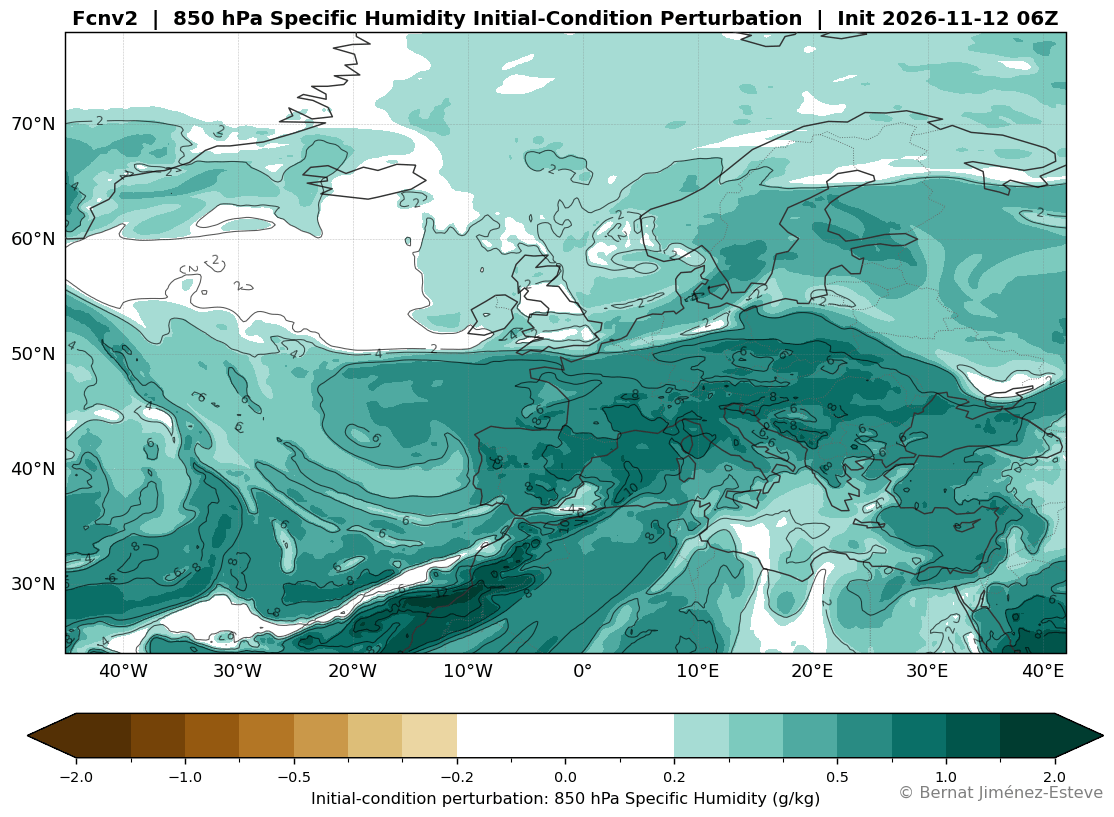 Fcnv2 | 850 hPa Specific Humidity Initial-Condition Perturbation | Init 2026-11-12 06Z
70°N
60°N
50°N
40°N
30°N
40°W 30°W 20°W 10°W 0° 10°E 20°E 30°E 40°E
−2.0 −1.0 −0.5 −0.2 0.0 0.2 0.5 1.0 2.0
© Bernat Jiménez-Esteve
Initial-condition perturbation: 850 hPa Specific Humidity (g/kg)